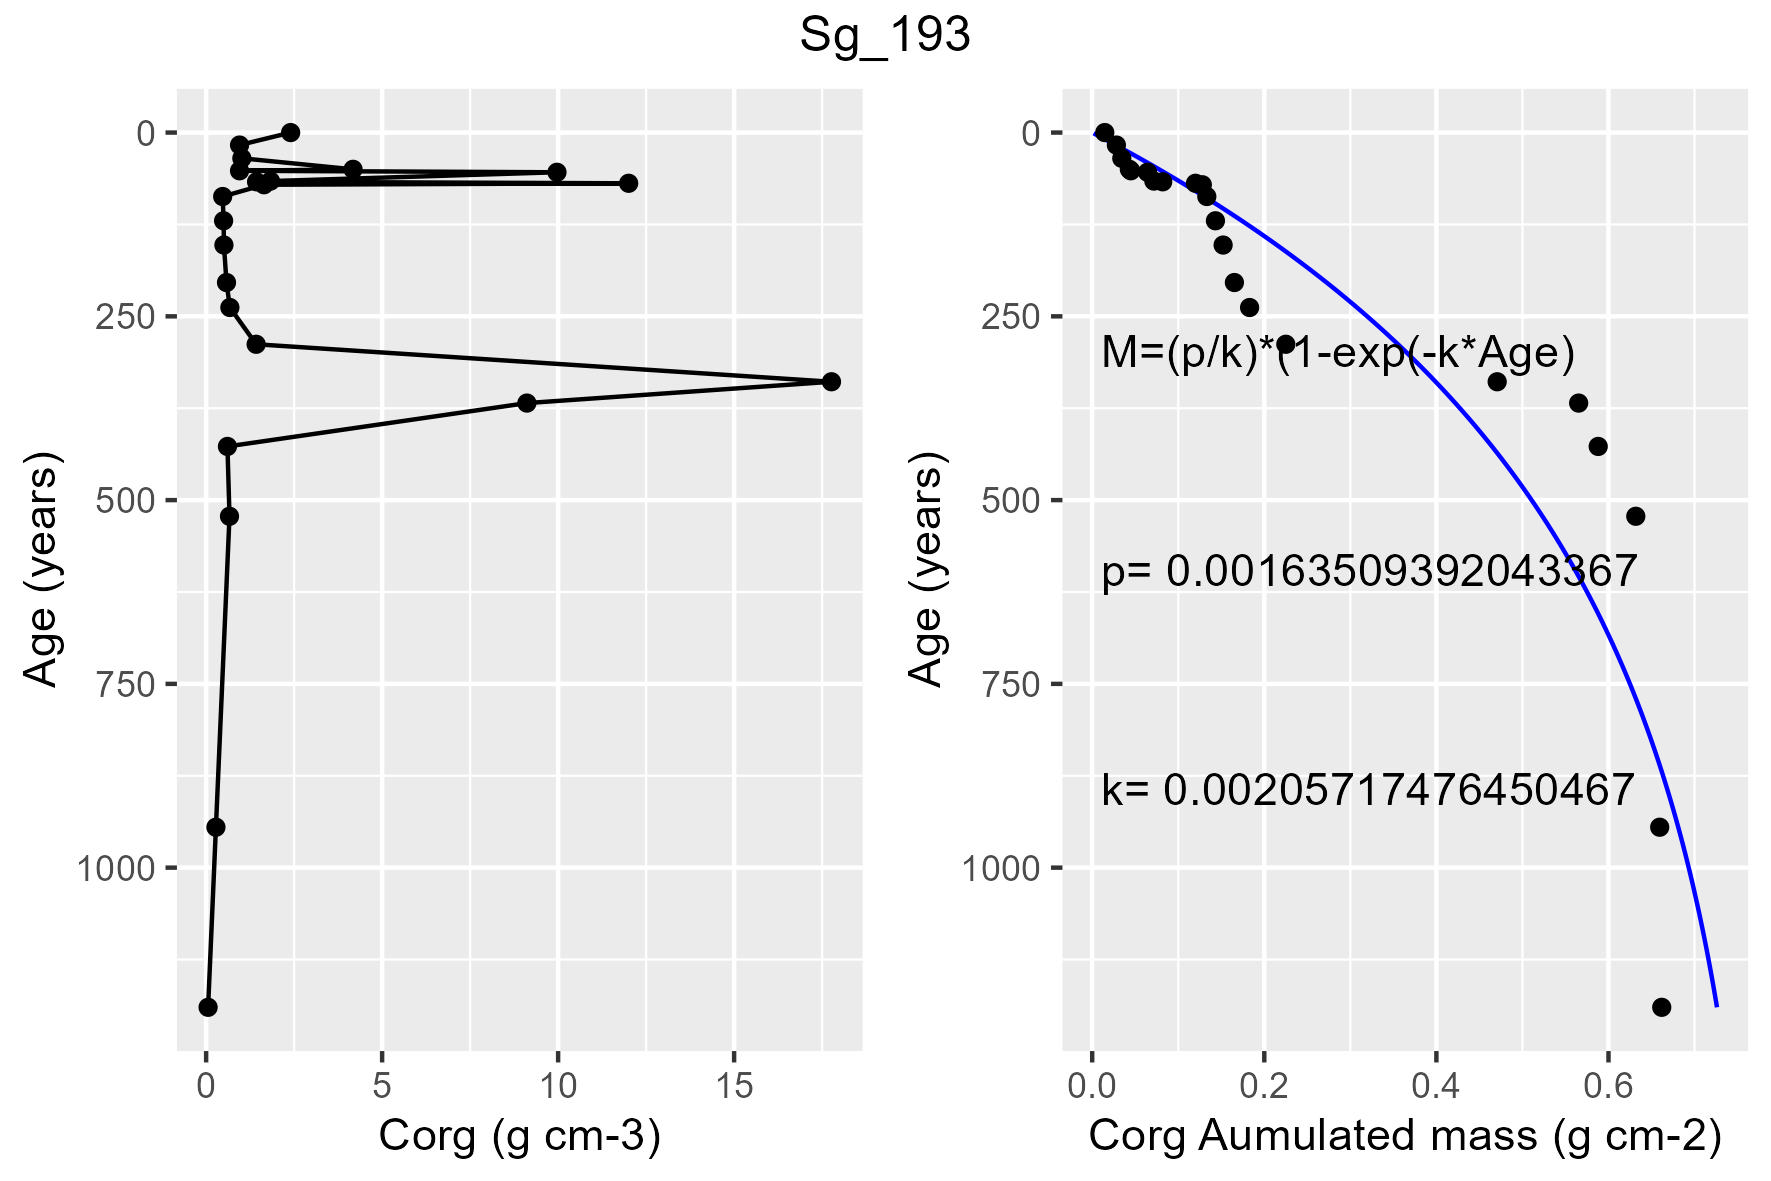 Sg_193
0
250
500
750
1000
Age (years)
0 5 10 15
Corg (g cm-3)
0
250
500
750
1000
Age (years)
M=(p/k)*(1-exp(-k*Age)
p= 0.00163509392043367
k= 0.00205717476450467
0.0 0.2 0.4 0.6
Corg Aumulated mass (g cm-2)